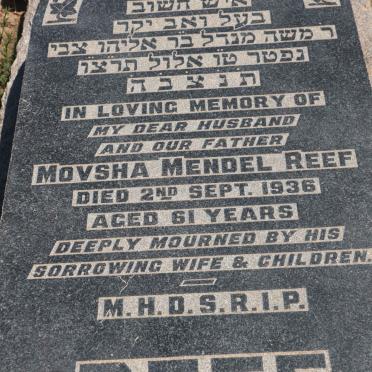 איש חשוב
בעל ואב יקר
ר משה מנדל בר אליהו צבי
נפטר טו אלול תרצו
תנצבה
IN LOVING MEMORY OF
MY DEAR HUSBAND
AND OUR FATHER
MOVSHA MENDEL REEF
DIED 2ND SEPT. 1936
AGED 61 YEARS
DEEPLY MOURNED BY HIS
SORROWING WIFE & CHILDREN.
M.H.D.S.R.I.P.